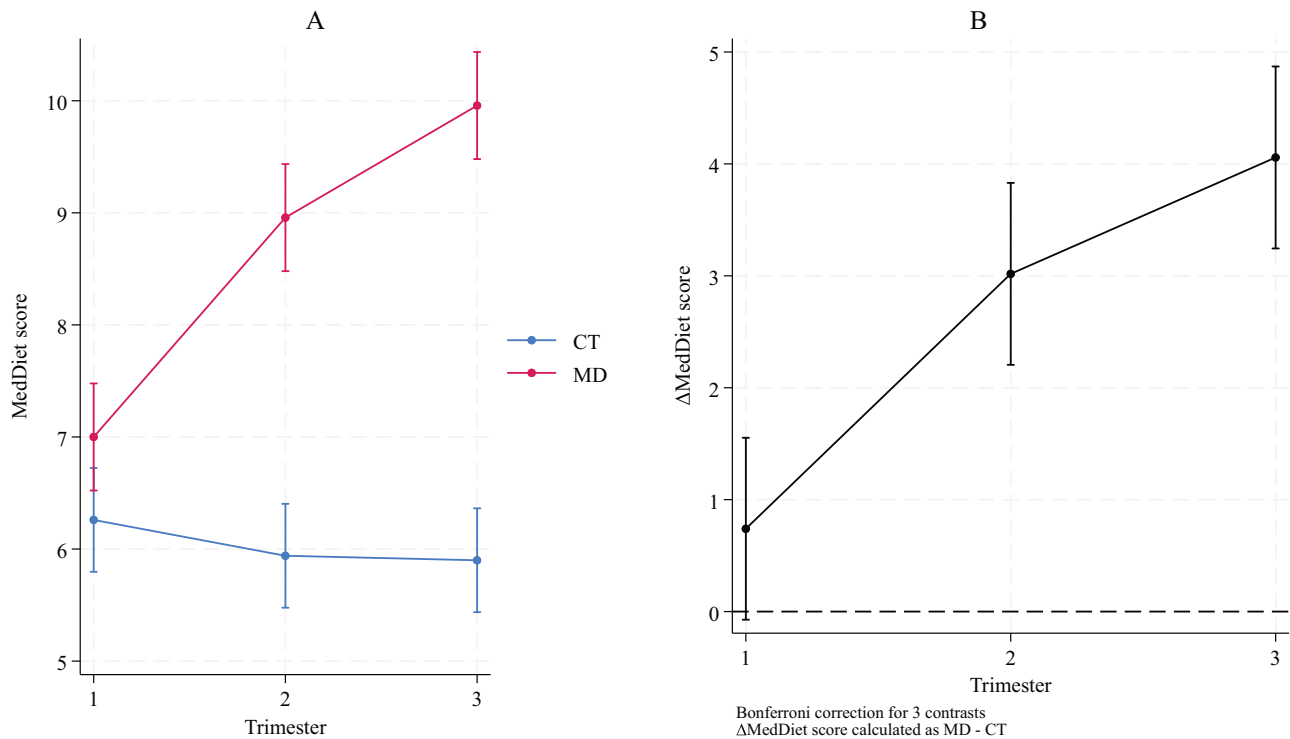 A
MedDiet score
10
9
8
7
6
5
1
2
3
Trimester
CT
MD
B
ΔMedDiet score
5
4
3
2
1
0
1
2
3
Trimester
Bonferroni correction for 3 contrasts
ΔMedDiet score calculated as MD - CT